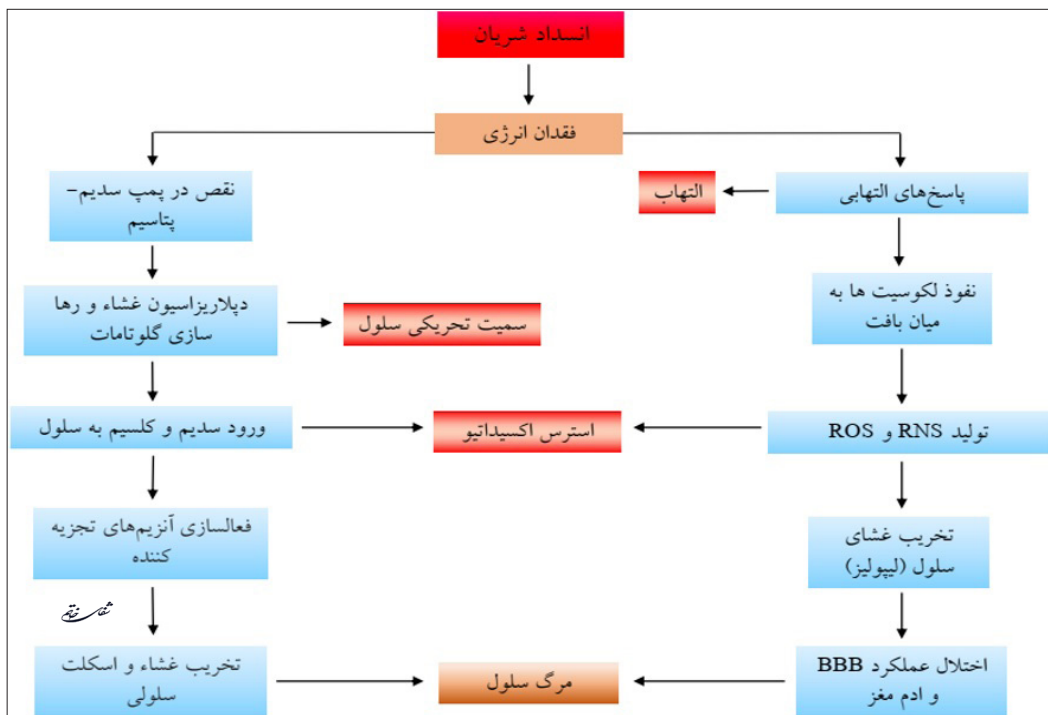 انسداد شریان
فقدان انرژی
نقص در پمپ سدیم–
پتاسیم
التهاب
پاسخ‌های التهابی
دپلاریزاسیون غشاء و رها
سازی گلوتامات
سمیت تحریکی سلول
نفوذ لکوسیت ها به
میان بافت
ورود سدیم و کلسیم به سلول
استرس اکسیداتیو
تولید RNS و ROS
فعالسازی آنزیم‌های تجزیه
کننده
تخریب غشای
سلول (لیپولیز)
شفای خاتم
تخریب غشاء و اسکلت
سلولی
مرگ سلول
اختلال عملکرد BBB
و ادم مغز